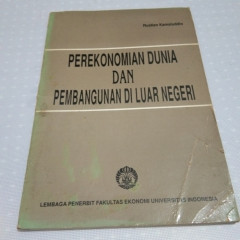 PEREKONOMIAN DUNIA
DAN
PEMBANGUNAN DI LUAR NEGERI
LEMBAGA PENERBIT FAKULTAS EKONOMI UNIVERSITAS INDONESIA